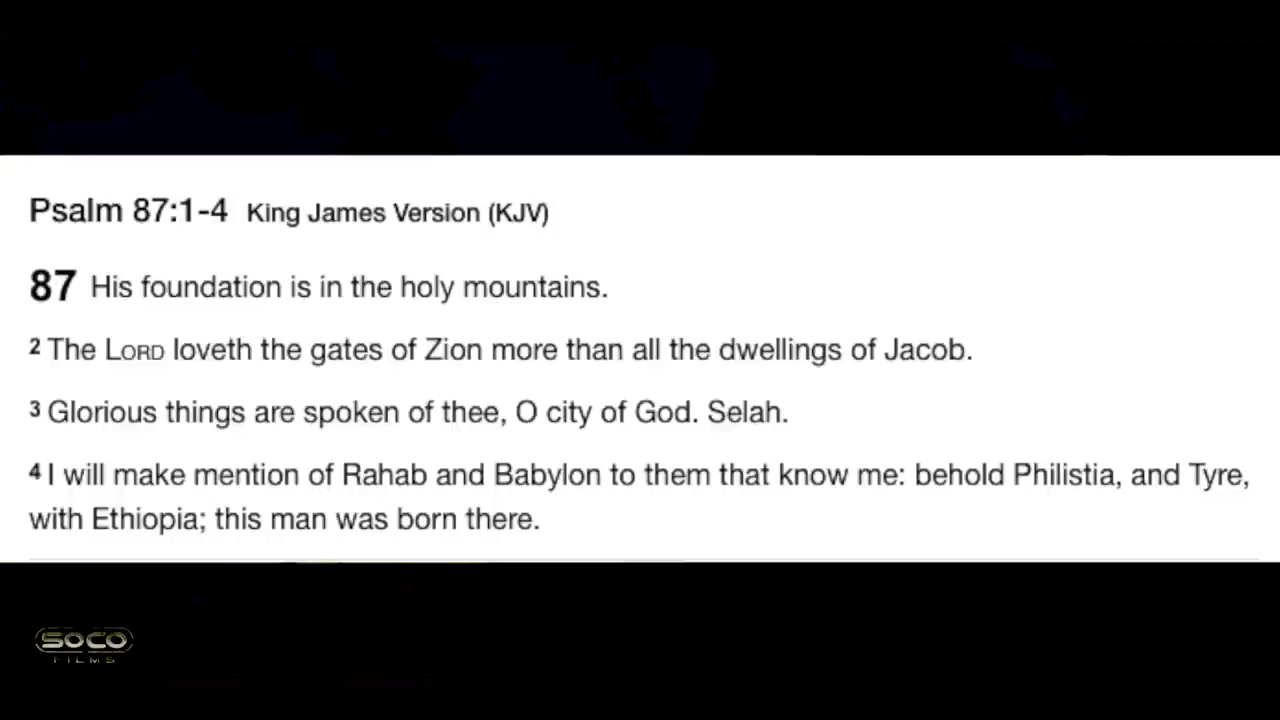 Psalm 87:1-4 King James Version (KJV)
87 His foundation is in the holy mountains.
2 The LORD loveth the gates of Zion more than all the dwellings of Jacob.
3 Glorious things are spoken of thee, O city of God. Selah.
4 I will make mention of Rahab and Babylon to them that know me: behold Philistia, and Tyre,
with Ethiopia; this man was born there.
SOCO
FILMS